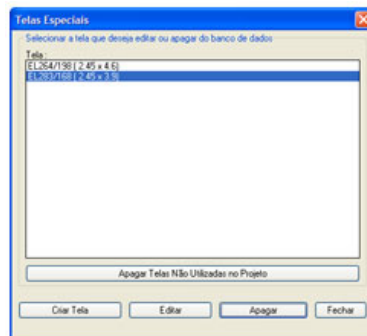 Telas Especiais
Selecionar a tela que deseja editar ou apagar do banco de dados
Tela :
EL264/198 ( 2.45 x 4.6)
EL283/168 ( 2.45 x 3.9)
Apagar Telas Não Utilizadas no Projeto
Criar Tela
Editar
Apagar
Fechar